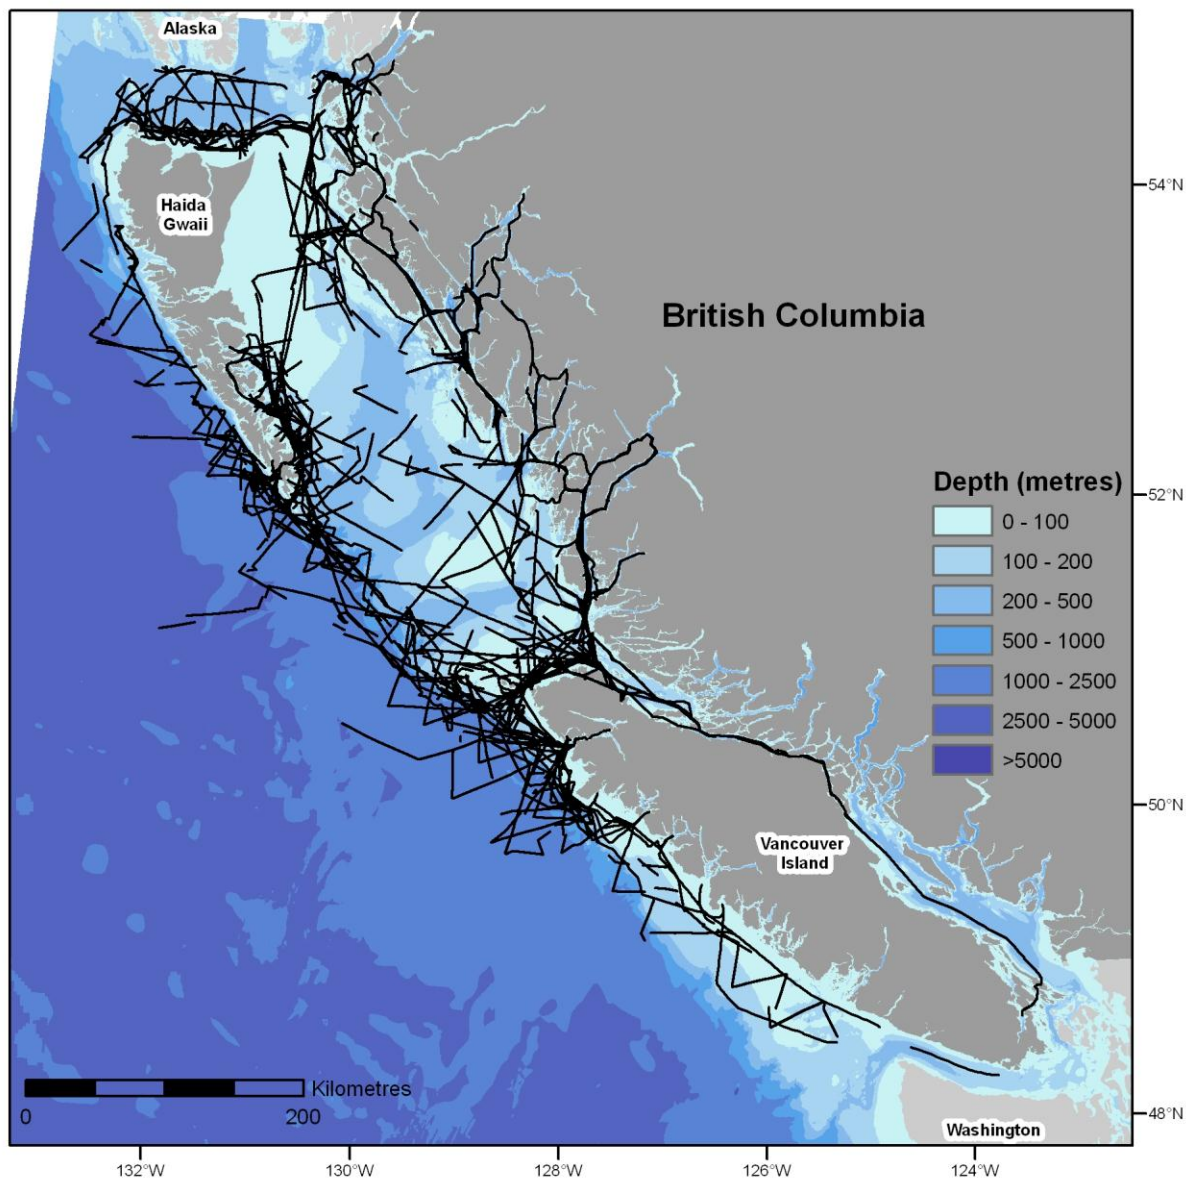 Alaska
Haida
Gwaii
54°N
British Columbia
Depth (metres)
52°N
0 - 100
100 - 200
200 - 500
500 - 1000
1000 - 2500
2500 - 5000
>5000
50°N
Vancouver
Island
Kilometres
0
200
48°N
Washington
132°W
130°W
128°W
126°W
124°W